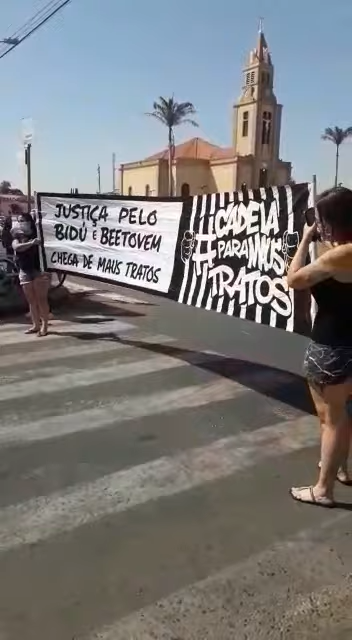 JUSTIÇA PELO
BIDÚ E BEETOVEM
CHEGA DE MAUS TRATOS
#CADEIA
PARA MAUS
TRATOS